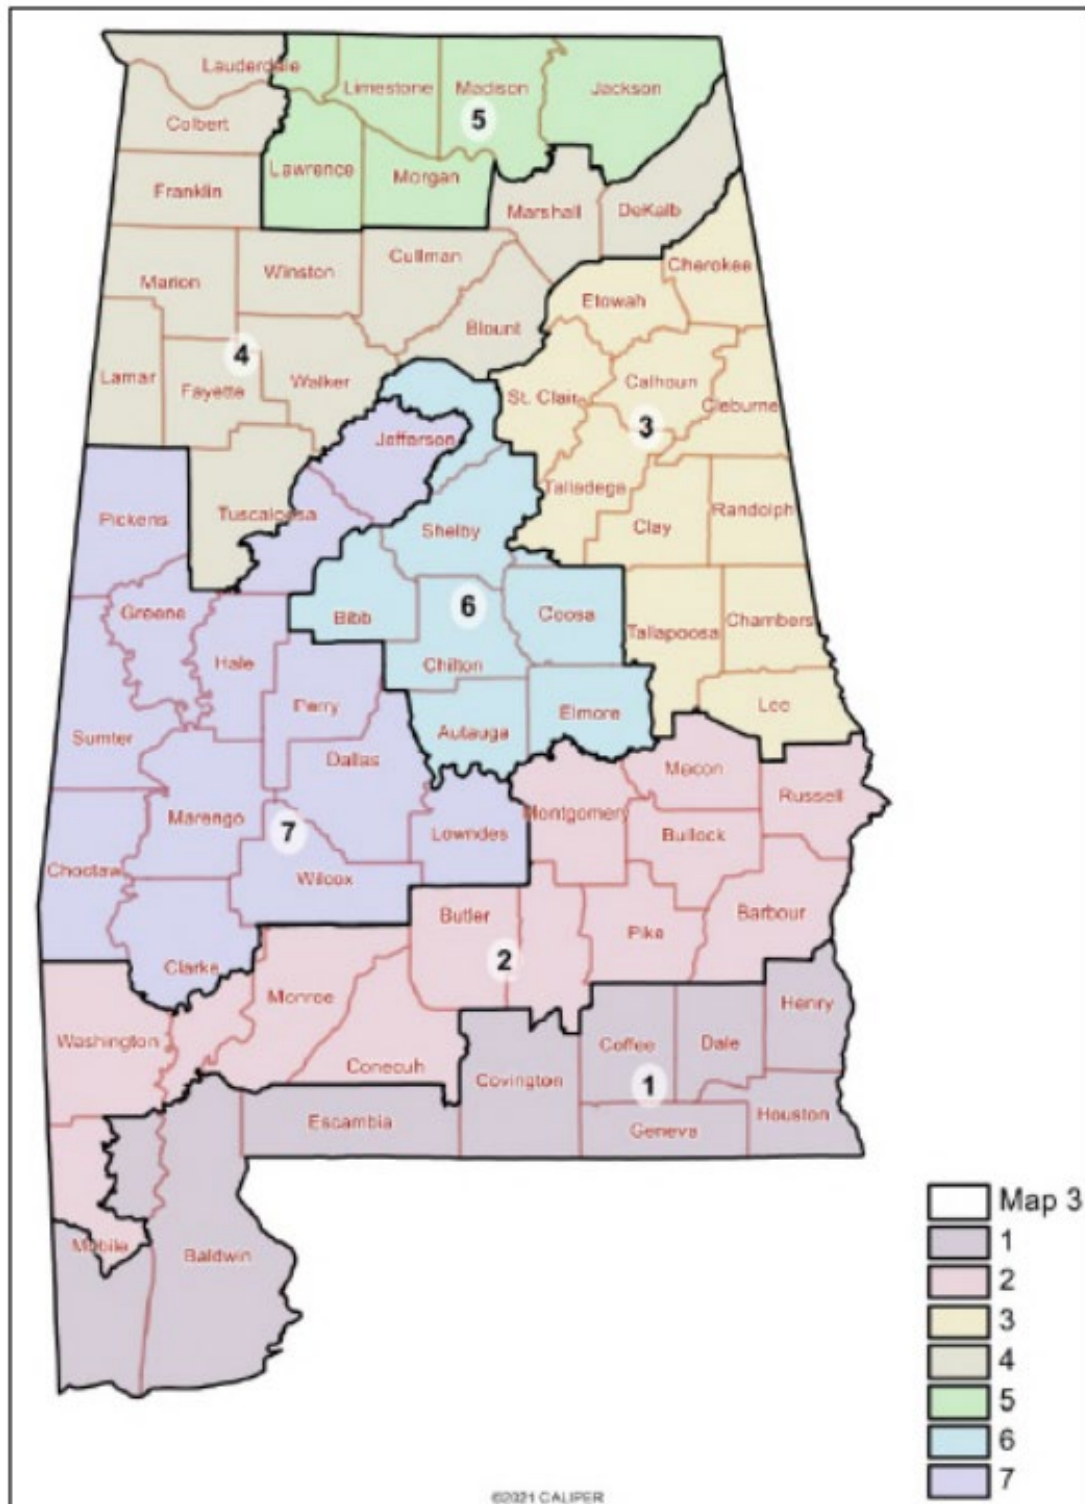 Lauderdale
Limestone
Madison
Jackson
Colbert
5
Lawrence
Morgan
Franklin
Marshall
DeKalb
Cullman
Cherokee
Winston
Marion
Etowah
Blount
4
Lamar
Fayette
Walker
St. Clair
Calhoun
Cleburne
3
Jefferson
Talladega
Pickens
Tuscaloosa
Randolph
Shelby
Clay
6
Greene
Bibb
Coosa
Tallapoosa
Chambers
Hale
Chilton
Perry
Elmore
Lee
Autauga
Sumter
Dallas
Macon
Russell
Marengo
Montgomery
7
Lowndes
Bullock
Choctaw
Wilcox
Butler
Barbour
Pike
2
Clarke
Monroe
Henry
Washington
Coffee
Dale
Conecuh
Covington
1
Escambia
Geneva
Houston
Mobile
Baldwin
Map 3
1
2
3
4
5
6
7
©2021 CALIPER